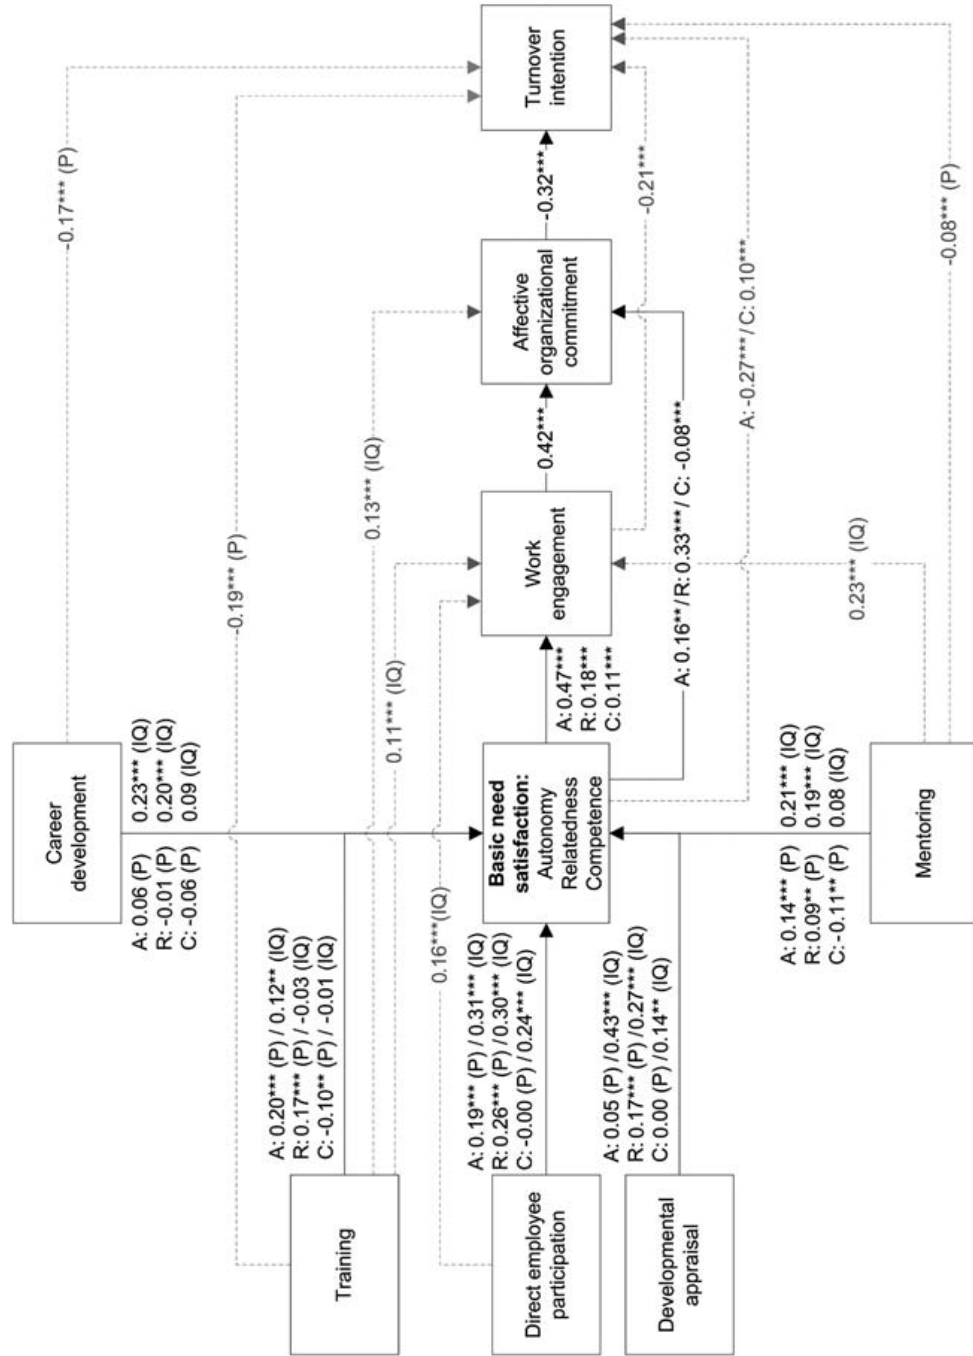 Career
development
A: 0.06 (P)
R: -0.01 (P)
C: -0.06 (P)
0.23*** (IQ)
0.20*** (IQ)
0.09 (IQ)
-0.17*** (P)
-0.19*** (P)
Training
A: 0.20*** (P) / 0.12** (IQ)
R: 0.17*** (P) / -0.03 (IQ)
C: -0.10** (P) / -0.01 (IQ)
0.13*** (IQ)
0.11*** (IQ)
0.16***(IQ)
Direct employee
participation
A: 0.19*** (P) / 0.31*** (IQ)
R: 0.26*** (P) / 0.30*** (IQ)
C: -0.00 (P) / 0.24*** (IQ)
Basic need
satisfaction:
Autonomy
Relatedness
Competence
A: 0.47***
R: 0.18***
C: 0.11***
Work
engagement
0.42***
Affective
organizational
commitment
-0.32***
Turnover
intention
-0.21***
A: 0.16** / R: 0.33*** / C: -0.08***
A: -0.27*** / C: 0.10***
Developmental
appraisal
A: 0.05 (P) / 0.43*** (IQ)
R: 0.17*** (P) / 0.27*** (IQ)
C: 0.00 (P) / 0.14** (IQ)
Mentoring
A: 0.14*** (P)
R: 0.09** (P)
C: -0.11** (P)
0.21*** (IQ)
0.19*** (IQ)
0.08 (IQ)
0.23*** (IQ)
-0.08*** (P)